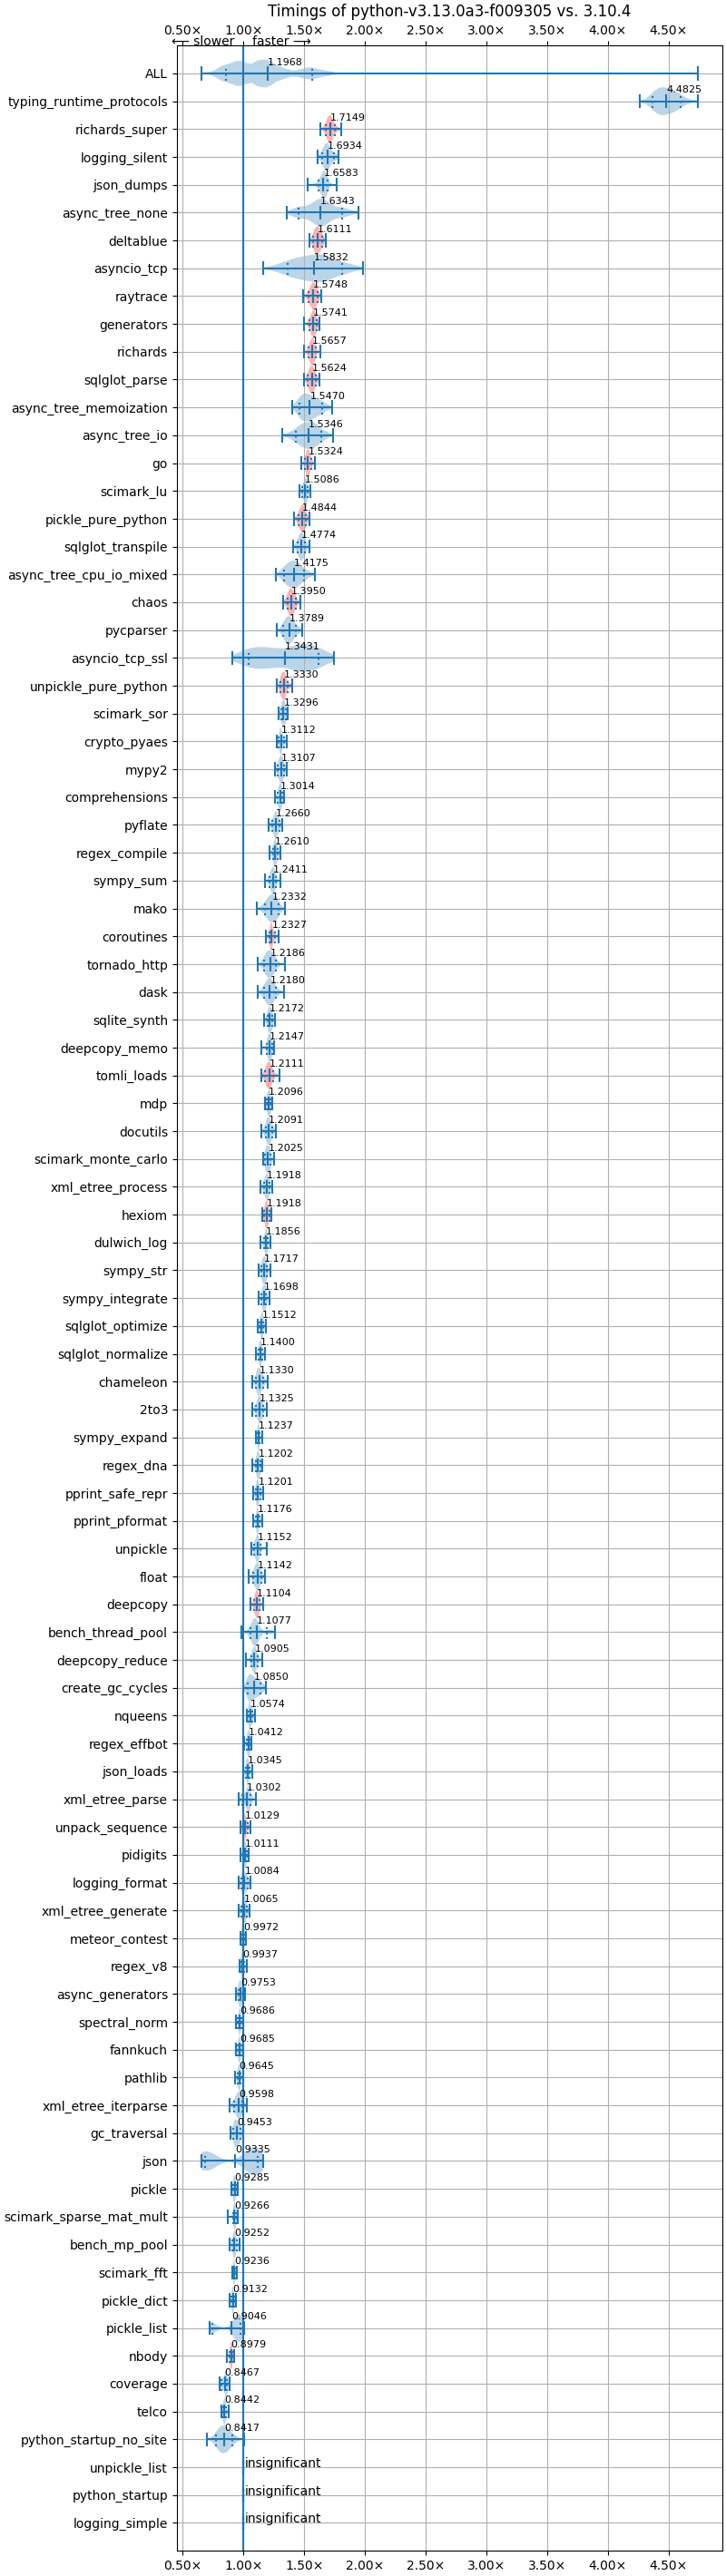 Timings of python-v3.13.0a3-f009305 vs. 3.10.4
0.50× 1.00× 1.50× 2.00× 2.50× 3.00× 3.50× 4.00× 4.50×
⟵ slower faster ⟶
ALL 1.1968
typing_runtime_protocols 4.4825
richards_super 1.7149
logging_silent 1.6934
json_dumps 1.6583
async_tree_none 1.6343
deltablue 1.6111
asyncio_tcp 1.5832
raytrace 1.5748
generators 1.5741
richards 1.5657
sqlglot_parse 1.5624
async_tree_memoization 1.5470
async_tree_io 1.5346
go 1.5324
scimark_lu 1.5086
pickle_pure_python 1.4844
sqlglot_transpile 1.4774
async_tree_cpu_io_mixed 1.4175
chaos 1.3950
pycparser 1.3789
asyncio_tcp_ssl 1.3431
unpickle_pure_python 1.3330
scimark_sor 1.3296
crypto_pyaes 1.3112
mypy2 1.3107
comprehensions 1.3014
pyflate 1.2660
regex_compile 1.2610
sympy_sum 1.2411
mako 1.2332
coroutines 1.2327
tornado_http 1.2186
dask 1.2180
sqlite_synth 1.2172
deepcopy_memo 1.2147
tomli_loads 1.2111
mdp 1.2096
docutils 1.2091
scimark_monte_carlo 1.2025
xml_etree_process 1.1918
hexiom 1.1918
dulwich_log 1.1856
sympy_str 1.1717
sympy_integrate 1.1698
sqlglot_optimize 1.1512
sqlglot_normalize 1.1400
chameleon 1.1330
2to3 1.1325
sympy_expand 1.1237
regex_dna 1.1202
pprint_safe_repr 1.1201
pprint_pformat 1.1176
unpickle 1.1152
float 1.1142
deepcopy 1.1104
bench_thread_pool 1.1077
deepcopy_reduce 1.0905
create_gc_cycles 1.0850
nqueens 1.0574
regex_effbot 1.0412
json_loads 1.0345
xml_etree_parse 1.0302
unpack_sequence 1.0129
pidigits 1.0111
logging_format 1.0084
xml_etree_generate 1.0065
meteor_contest 0.9972
regex_v8 0.9937
async_generators 0.9753
spectral_norm 0.9686
fannkuch 0.9685
pathlib 0.9645
xml_etree_iterparse 0.9598
gc_traversal 0.9453
json 0.9335
pickle 0.9285
scimark_sparse_mat_mult 0.9266
bench_mp_pool 0.9252
scimark_fft 0.9236
pickle_dict 0.9132
pickle_list 0.9046
nbody 0.8979
coverage 0.8467
telco 0.8442
python_startup_no_site 0.8417
unpickle_list insignificant
python_startup insignificant
logging_simple insignificant
0.50× 1.00× 1.50× 2.00× 2.50× 3.00× 3.50× 4.00× 4.50×